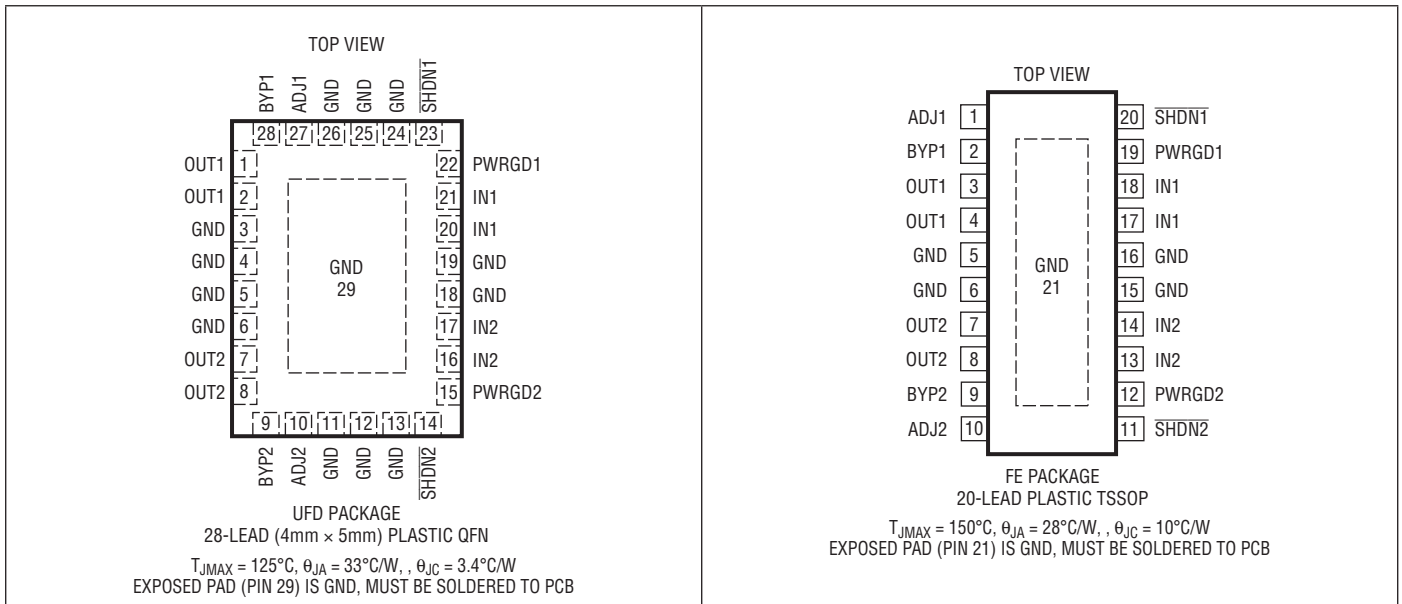 TOP VIEW
BYP1 ADJ1 GND GND GND SHDN1
28 27 26 25 24 23
OUT1 1 22 PWRGD1
OUT1 2 21 IN1
GND 3 20 IN1
GND 4 19 GND
GND 5 18 GND
GND 6 17 IN2
OUT2 7 16 IN2
OUT2 8 15 PWRGD2
GND
29
9 10 11 12 13 14
BYP2 ADJ2 GND GND GND SHDN2
UFD PACKAGE
28-LEAD (4mm × 5mm) PLASTIC QFN
TJMAX = 125°C, θJA = 33°C/W, , θJC = 3.4°C/W
EXPOSED PAD (PIN 29) IS GND, MUST BE SOLDERED TO PCB
TOP VIEW
ADJ1 1 20 SHDN1
BYP1 2 19 PWRGD1
OUT1 3 18 IN1
OUT1 4 17 IN1
GND 5 16 GND
GND 6 15 GND
OUT2 7 14 IN2
OUT2 8 13 IN2
BYP2 9 12 PWRGD2
ADJ2 10 11 SHDN2
GND
21
FE PACKAGE
20-LEAD PLASTIC TSSOP
TJMAX = 150°C, θJA = 28°C/W, , θJC = 10°C/W
EXPOSED PAD (PIN 21) IS GND, MUST BE SOLDERED TO PCB